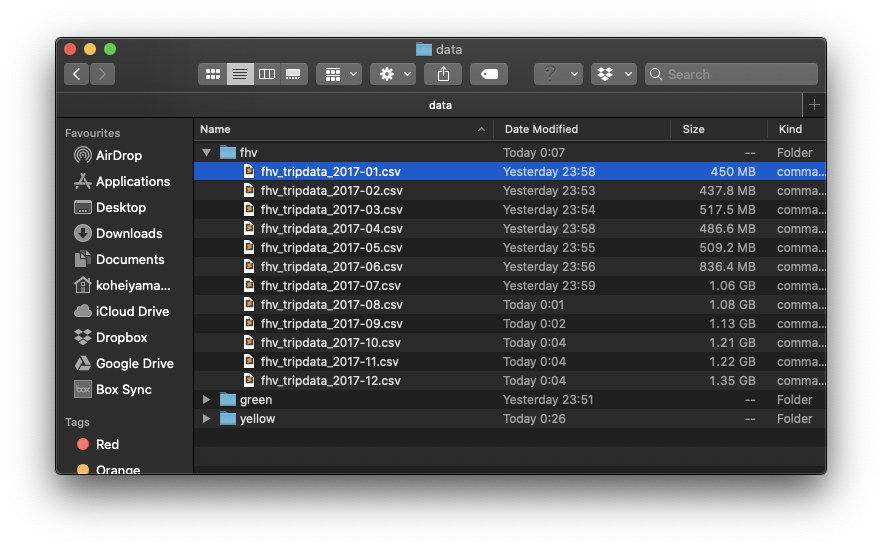 data
Search
data
Favourites
AirDrop
Applications
Desktop
Downloads
Documents
koheiyama...
iCloud Drive
Dropbox
Google Drive
box Box Sync
Tags
Red
Orange
Name Date Modified Size Kind
fhv Today 0:07 -- Folder
fhv_tripdata_2017-01.csv Yesterday 23:58 450 MB comma...
fhv_tripdata_2017-02.csv Yesterday 23:53 437.8 MB comma...
fhv_tripdata_2017-03.csv Yesterday 23:54 517.5 MB comma...
fhv_tripdata_2017-04.csv Yesterday 23:58 486.6 MB comma...
fhv_tripdata_2017-05.csv Yesterday 23:55 509.2 MB comma...
fhv_tripdata_2017-06.csv Yesterday 23:56 836.4 MB comma...
fhv_tripdata_2017-07.csv Yesterday 23:59 1.06 GB comma...
fhv_tripdata_2017-08.csv Today 0:01 1.08 GB comma...
fhv_tripdata_2017-09.csv Today 0:02 1.13 GB comma...
fhv_tripdata_2017-10.csv Today 0:04 1.21 GB comma...
fhv_tripdata_2017-11.csv Today 0:04 1.22 GB comma...
fhv_tripdata_2017-12.csv Today 0:04 1.35 GB comma...
green Yesterday 23:51 -- Folder
yellow Today 0:26 -- Folder